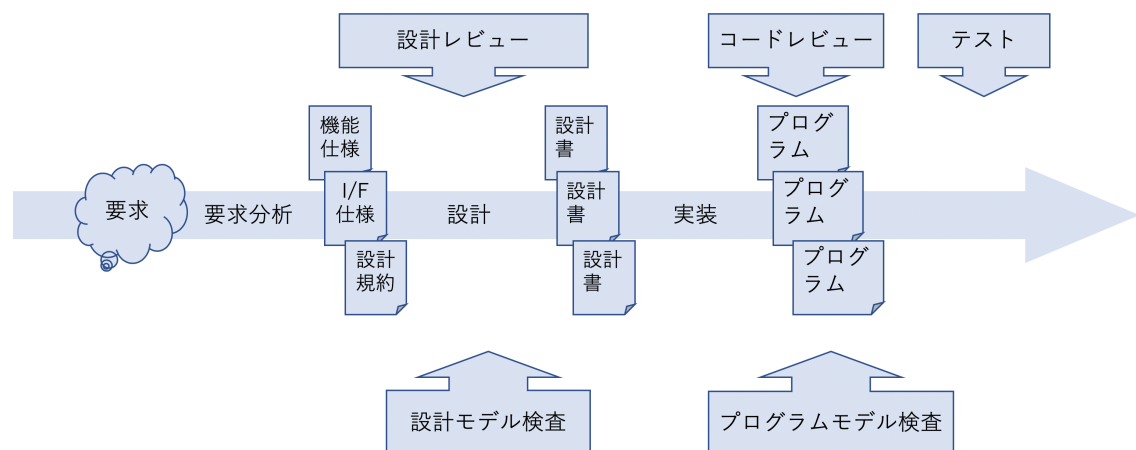 設計レビュー
コードレビュー
テスト
機能
仕様
I/F
仕様
設計
規約
設計
書
設計
書
設計
書
プログ
ラム
プログ
ラム
プログ
ラム
要求
要求分析
設計
実装
設計モデル検査
プログラムモデル検査